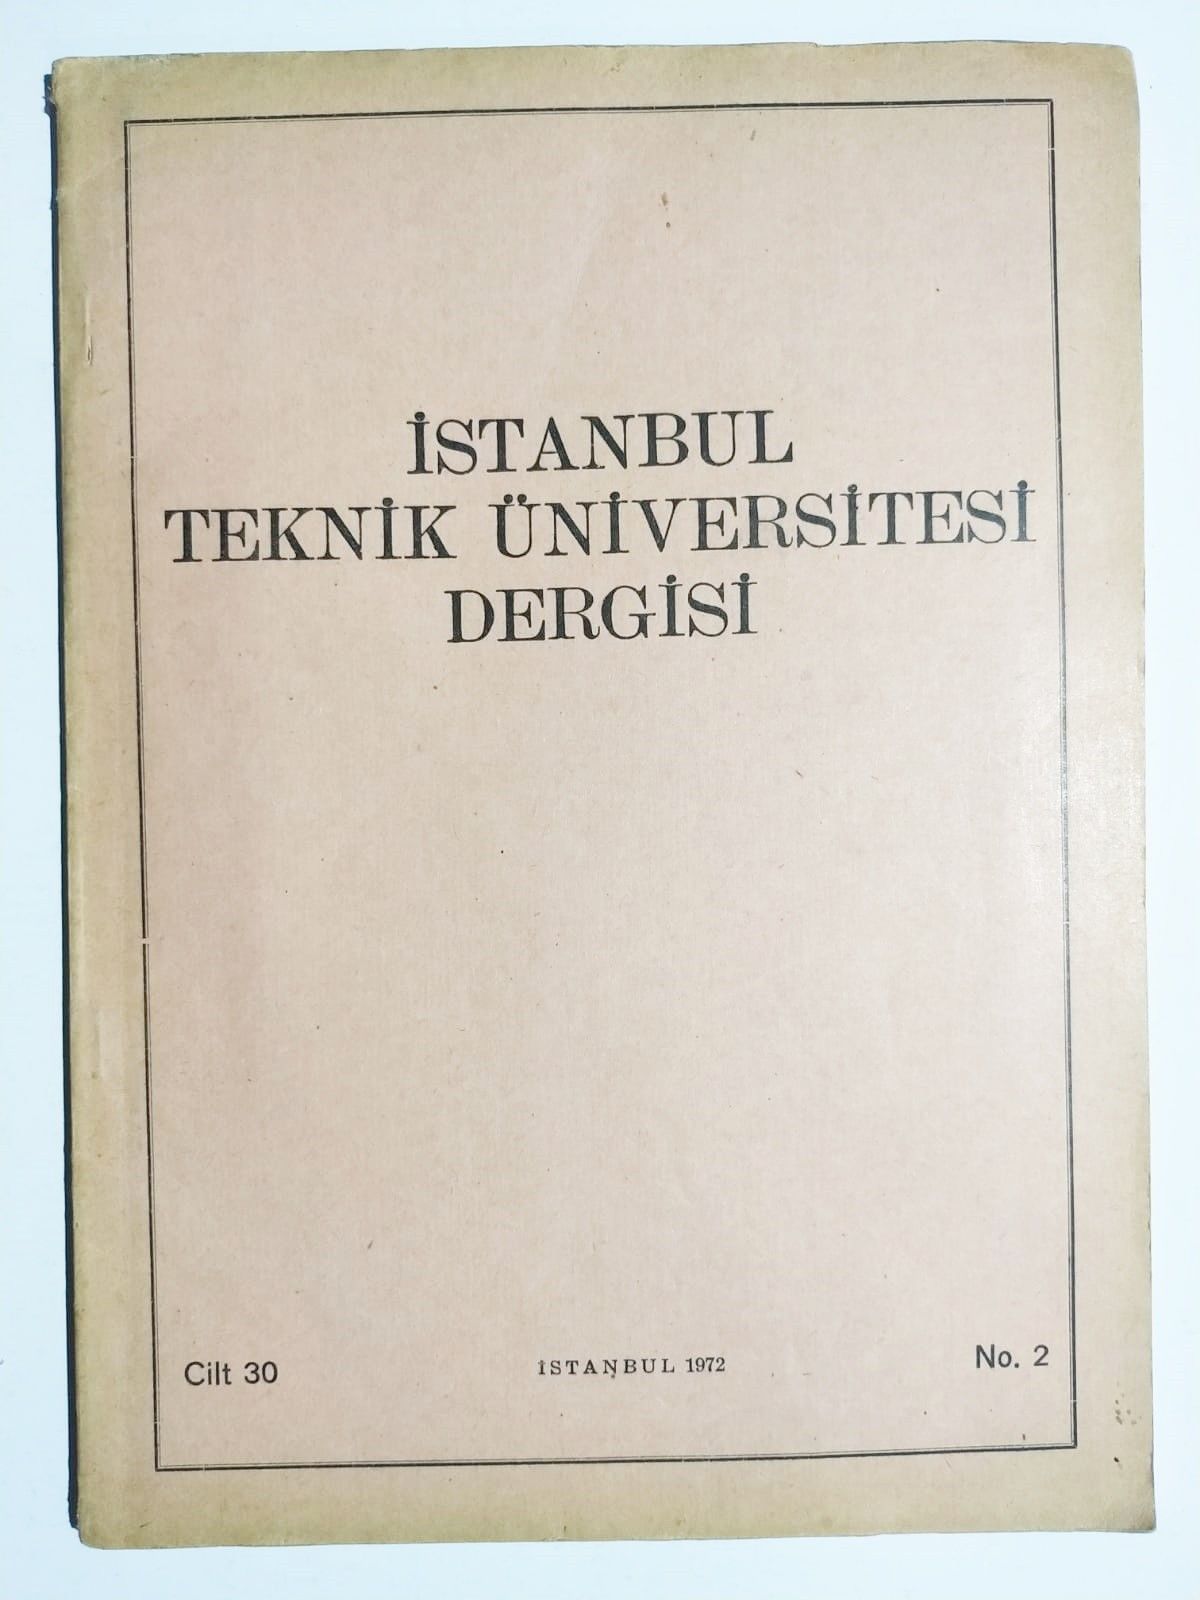 İSTANBUL
TEKNİK ÜNİVERSİTESİ
DERGİSİ
Cilt 30
İSTANBUL 1972
No. 2